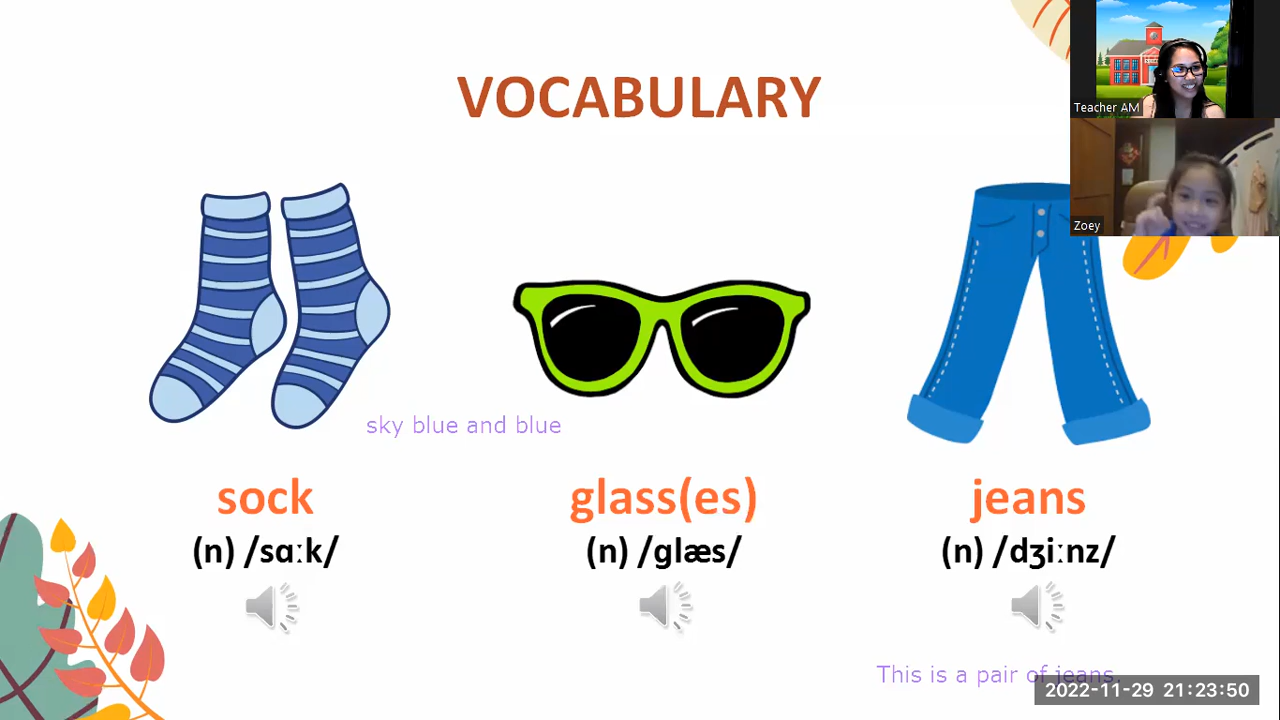 VOCABULARY
Teacher AM
Zoey
sky blue and blue
sock
glass(es)
jeans
(n) /sɑːk/
(n) /glæs/
(n) /dʒiːnz/
This is a pair of jeans.
2022-11-29 21:23:50